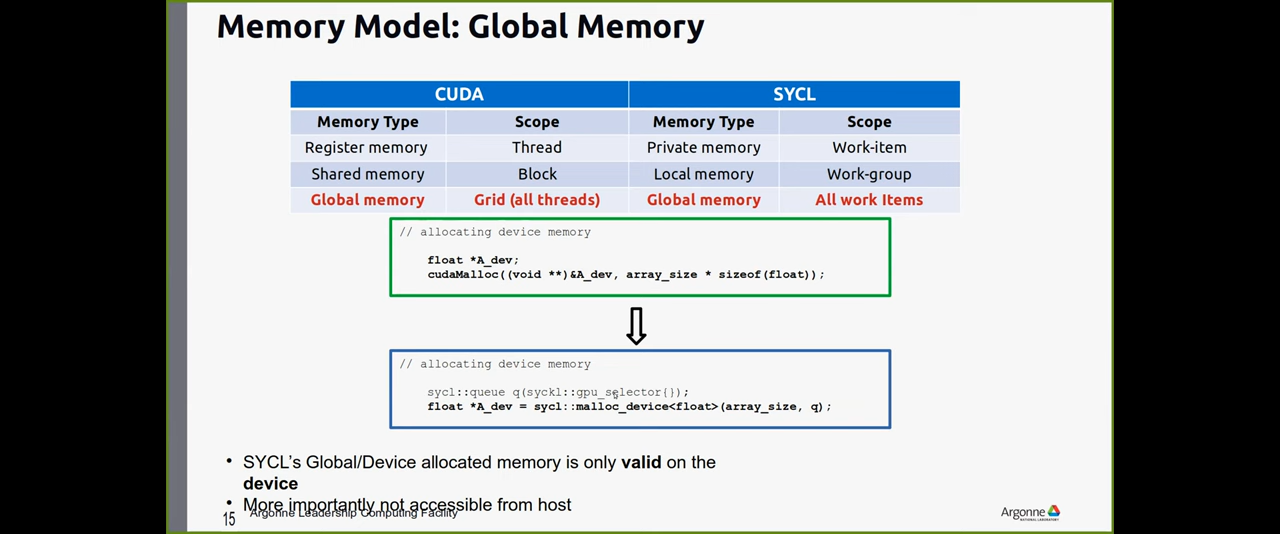 Memory Model: Global Memory
CUDA SYCL
Memory Type Scope Memory Type Scope
Register memory Thread Private memory Work-item
Shared memory Block Local memory Work-group
Global memory Grid (all threads) Global memory All work Items
// allocating device memory
float *A_dev;
cudaMalloc((void **)&A_dev, array_size * sizeof(float));
// allocating device memory
sycl::queue q(syckl::gpu_selector{});
float *A_dev = sycl::malloc_device<float>(array_size, q);
• SYCL's Global/Device allocated memory is only valid on the
device
• More importantly not accessible from host
15 Argonne Leadership Computing Facility
Argonne
NATIONAL LABORATORY